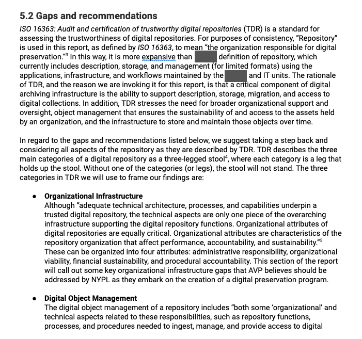 5.2 Gaps and recommendations
ISO 16363: Audit and certification of trustworthy digital repositories (TDR) is a standard for
assessing the trustworthiness of digital repositories. For purposes of consistency, "Repository"
is used in this report, as defined by ISO 16363, to mean "the organization responsible for digital
preservation." In this way, it is more expansive than definition of repository, which
currently includes description, storage, and management (for limited formats) using the
applications, infrastructure, and workflows maintained by the and IT units. The rationale
of TDR, and the reason we are invoking it for this report, is that a critical component of digital
archiving infrastructure is the ability to support description, storage, migration, and access to
digital collections. In addition, TDR stresses the need for broader organizational support and
oversight, object management that ensures the sustainability of and access to the assets held
by an organization, and the infrastructure to store and maintain those objects over time.
In regard to the gaps and recommendations listed below, we suggest taking a step back and
considering all aspects of the repository as they are described by TDR. TDR describes the three
main categories of a digital repository as a three-legged stool, where each category is a leg that
holds up the stool. Without one of the categories (or legs), the stool will not stand. The three
categories in TDR we will use to frame our findings are:
● Organizational Infrastructure
Although "adequate technical architecture, processes, and capabilities underpin a
trusted digital repository, the technical aspects are only one piece of the overarching
infrastructure supporting the digital repository functions. Organizational attributes of
digital repositories are equally critical. Organizational attributes are characteristics of the
repository organization that affect performance, accountability, and sustainability."
These can be organized into four attributes: administrative responsibility, organizational
viability, financial sustainability, and procedural accountability. This section of the report
will call out some key organizational infrastructure gaps that AVP believes should be
addressed by NYPL as they embark on the creation of a digital preservation program.
● Digital Object Management
The digital object management of a repository includes "both some 'organizational' and
technical aspects related to these responsibilities, such as repository functions,
processes, and procedures needed to ingest, manage, and provide access to digital